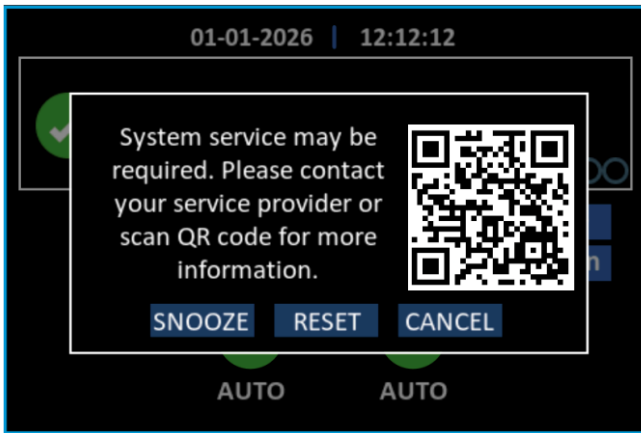 01-01-2026 | 12:12:12
System service may be
required. Please contact
your service provider or
scan QR code for more
information.
SNOOZE RESET CANCEL
AUTO AUTO